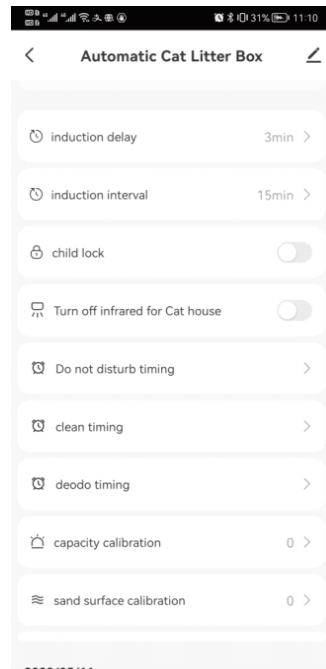 31% 11:10
Automatic Cat Litter Box
induction delay 3min
induction interval 15min
child lock
Turn off infrared for Cat house
Do not disturb timing
clean timing
deodo timing
capacity calibration 0
sand surface calibration 0